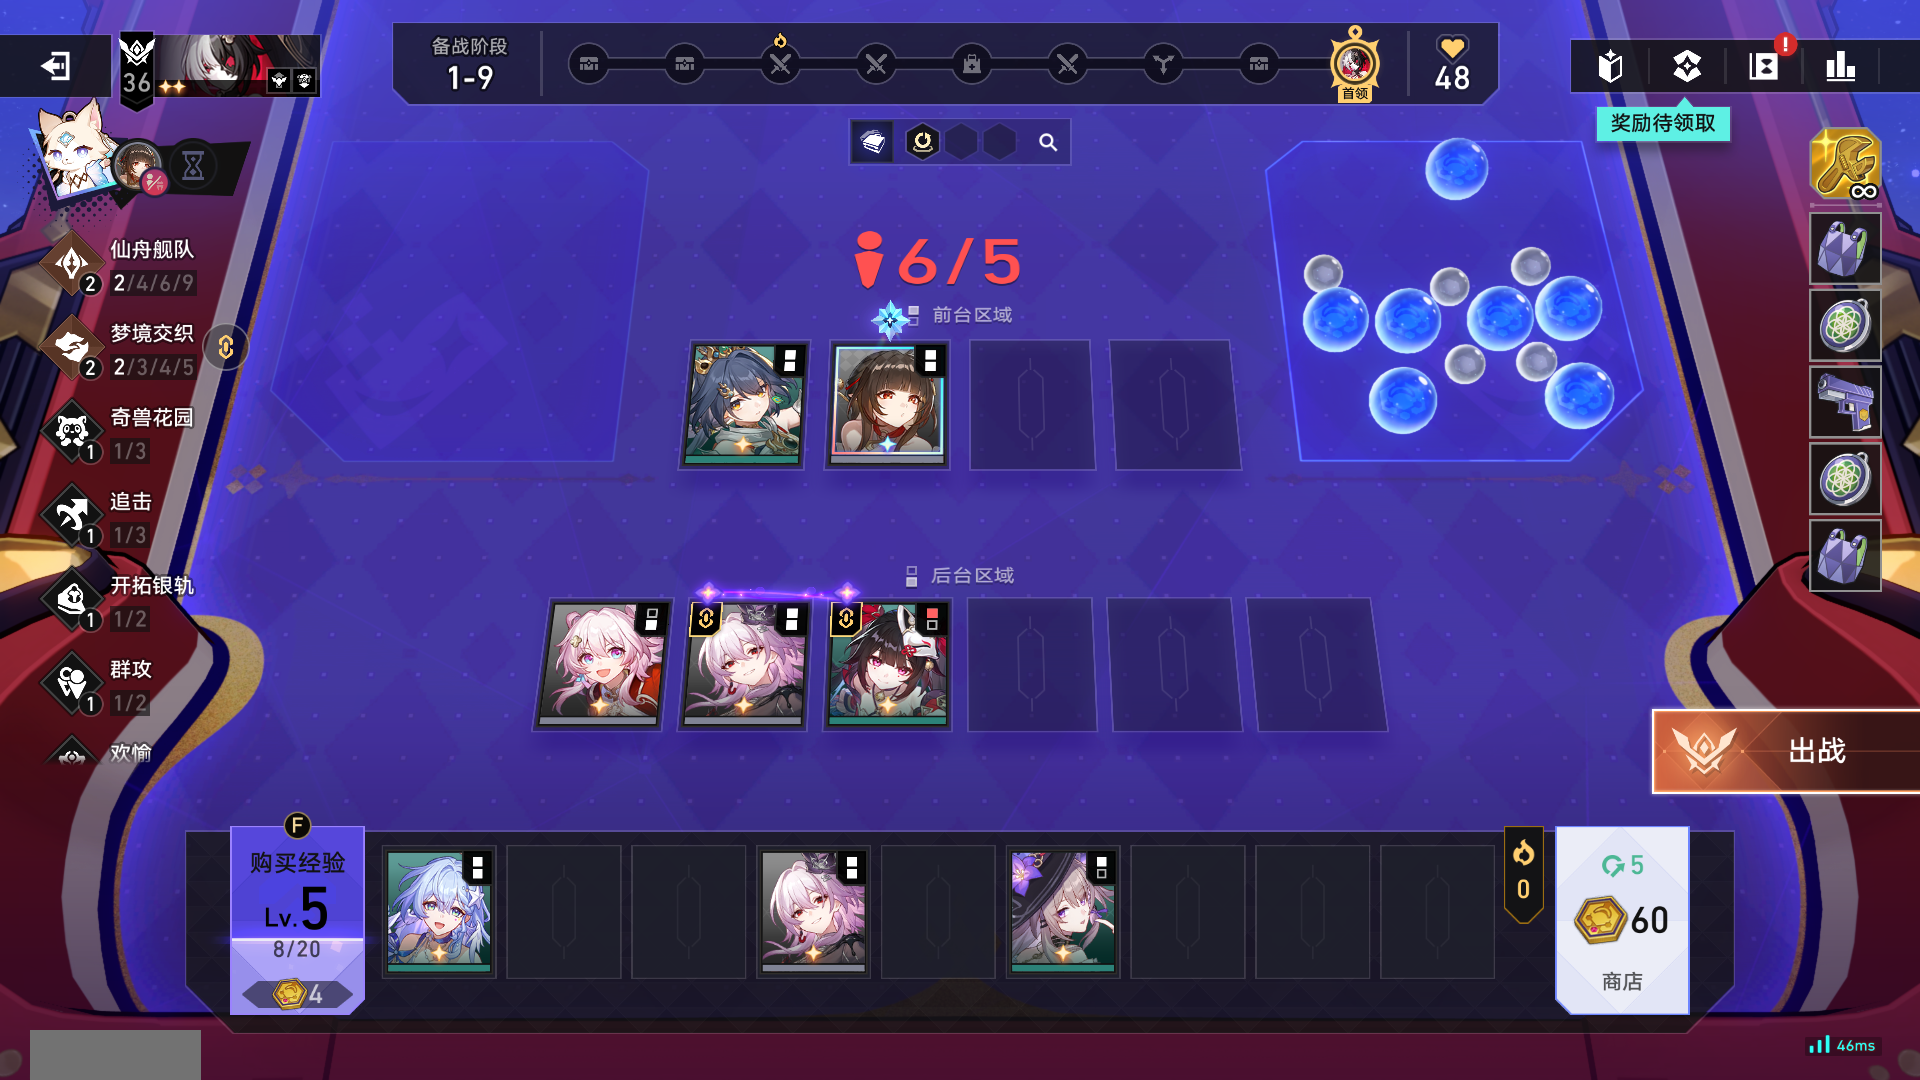 36
备战阶段
1-9
首领
48
!
奖励待领取
6/5
前台区域
仙舟舰队
2
2/4/6/9
梦境交织
2
2/3/4/5
奇兽花园
1
1/3
追击
1
1/3
开拓银轨
1
1/2
群攻
1
1/2
欢愉
后台区域
出战
F
购买经验
Lv.5
8/20
4
0
5
60
商店
46ms